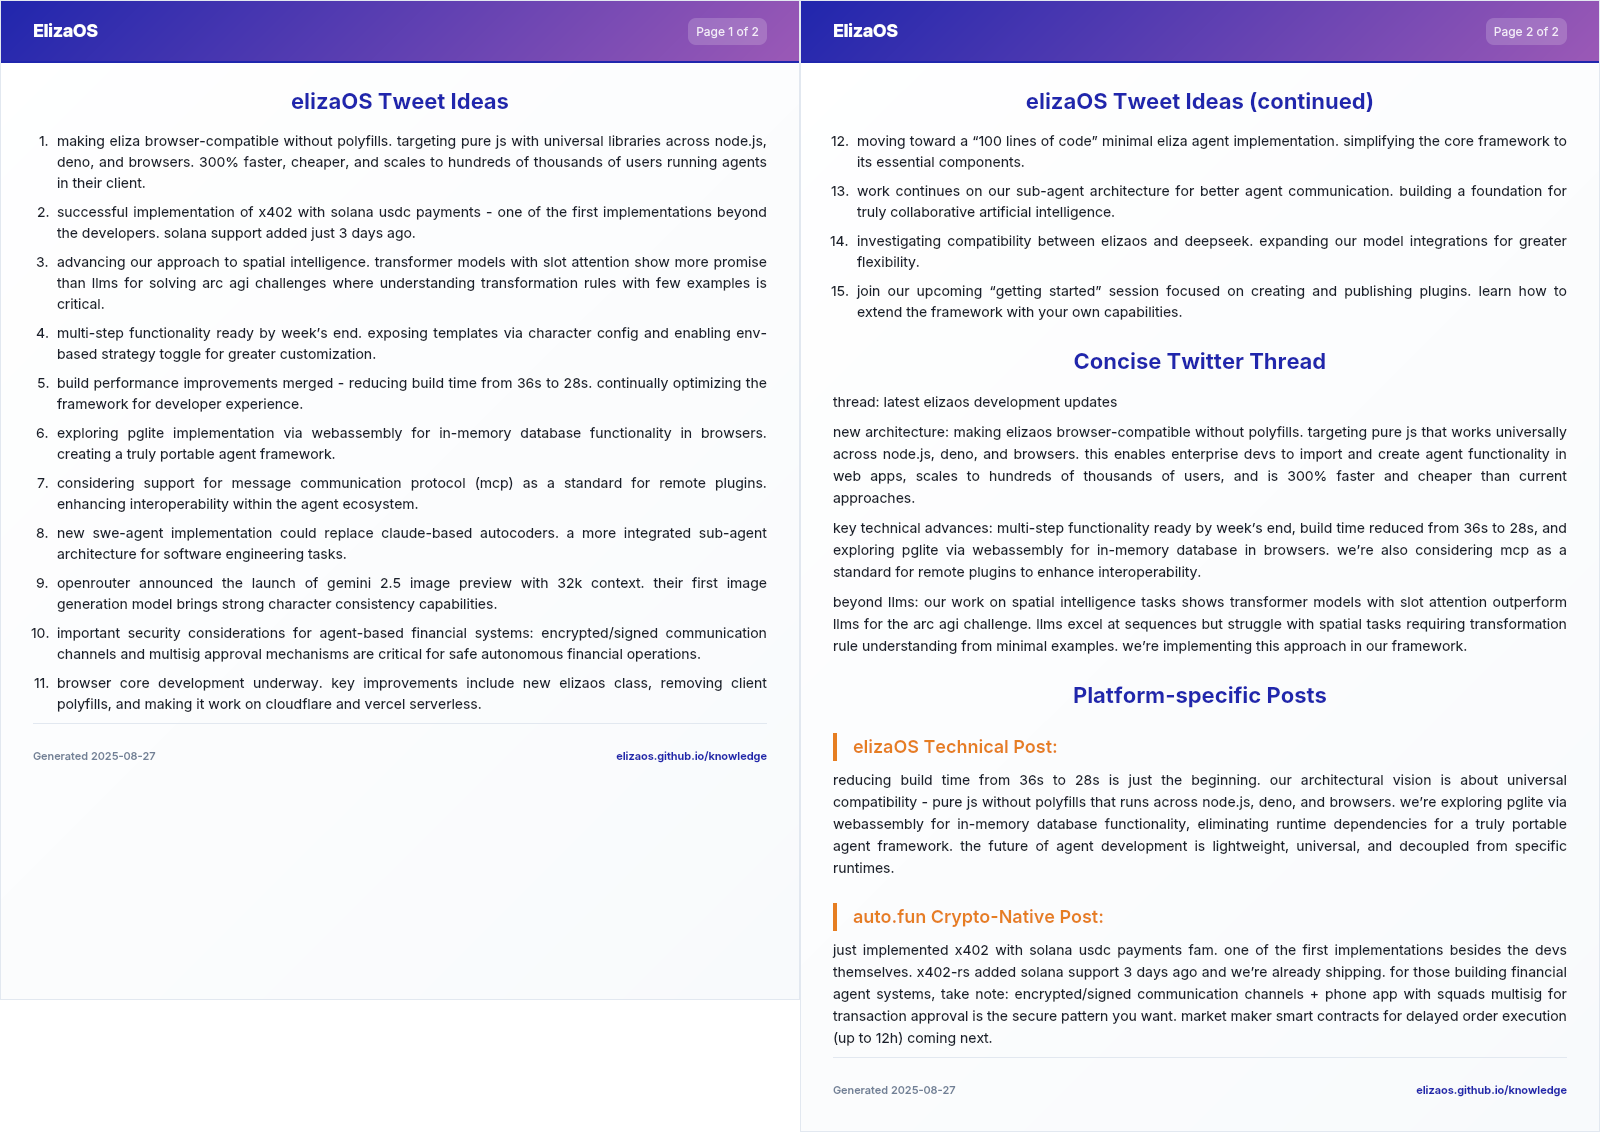 ElizaOS
Page 1 of 2
elizaOS Tweet Ideas
1. making eliza browser-compatible without polyfills. targeting pure js with universal libraries across node.js,
deno, and browsers. 300% faster, cheaper, and scales to hundreds of thousands of users running agents
in their client.
2. successful implementation of x402 with solana usdc payments - one of the first implementations beyond
the developers. solana support added just 3 days ago.
3. advancing our approach to spatial intelligence. transformer models with slot attention show more promise
than llms for solving arc agi challenges where understanding transformation rules with few examples is
critical.
4. multi-step functionality ready by week’s end. exposing templates via character config and enabling env-
based strategy toggle for greater customization.
5. build performance improvements merged - reducing build time from 36s to 28s. continually optimizing the
framework for developer experience.
6. exploring pglite implementation via webassembly for in-memory database functionality in browsers.
creating a truly portable agent framework.
7. considering support for message communication protocol (mcp) as a standard for remote plugins.
enhancing interoperability within the agent ecosystem.
8. new swe-agent implementation could replace claude-based autocoders. a more integrated sub-agent
architecture for software engineering tasks.
9. openrouter announced the launch of gemini 2.5 image preview with 32k context. their first image
generation model brings strong character consistency capabilities.
10. important security considerations for agent-based financial systems: encrypted/signed communication
channels and multisig approval mechanisms are critical for safe autonomous financial operations.
11. browser core development underway. key improvements include new elizaos class, removing client
polyfills, and making it work on cloudflare and vercel serverless.
Generated 2025-08-27
elizaos.github.io/knowledge
ElizaOS
Page 2 of 2
elizaOS Tweet Ideas (continued)
12. moving toward a “100 lines of code” minimal eliza agent implementation. simplifying the core framework to
its essential components.
13. work continues on our sub-agent architecture for better agent communication. building a foundation for
truly collaborative artificial intelligence.
14. investigating compatibility between elizaos and deepseek. expanding our model integrations for greater
flexibility.
15. join our upcoming “getting started” session focused on creating and publishing plugins. learn how to
extend the framework with your own capabilities.
Concise Twitter Thread
thread: latest elizaos development updates
new architecture: making elizaos browser-compatible without polyfills. targeting pure js that works universally
across node.js, deno, and browsers. this enables enterprise devs to import and create agent functionality in
web apps, scales to hundreds of thousands of users, and is 300% faster and cheaper than current
approaches.
key technical advances: multi-step functionality ready by week’s end, build time reduced from 36s to 28s, and
exploring pglite via webassembly for in-memory database in browsers. we’re also considering mcp as a
standard for remote plugins to enhance interoperability.
beyond llms: our work on spatial intelligence tasks shows transformer models with slot attention outperform
llms for the arc agi challenge. llms excel at sequences but struggle with spatial tasks requiring transformation
rule understanding from minimal examples. we’re implementing this approach in our framework.
Platform-specific Posts
elizaOS Technical Post:
reducing build time from 36s to 28s is just the beginning. our architectural vision is about universal
compatibility - pure js without polyfills that runs across node.js, deno, and browsers. we’re exploring pglite via
webassembly for in-memory database functionality, eliminating runtime dependencies for a truly portable
agent framework. the future of agent development is lightweight, universal, and decoupled from specific
runtimes.
auto.fun Crypto-Native Post:
just implemented x402 with solana usdc payments fam. one of the first implementations besides the devs
themselves. x402-rs added solana support 3 days ago and we’re already shipping. for those building financial
agent systems, take note: encrypted/signed communication channels + phone app with squads multisig for
transaction approval is the secure pattern you want. market maker smart contracts for delayed order execution
(up to 12h) coming next.
Generated 2025-08-27
elizaos.github.io/knowledge